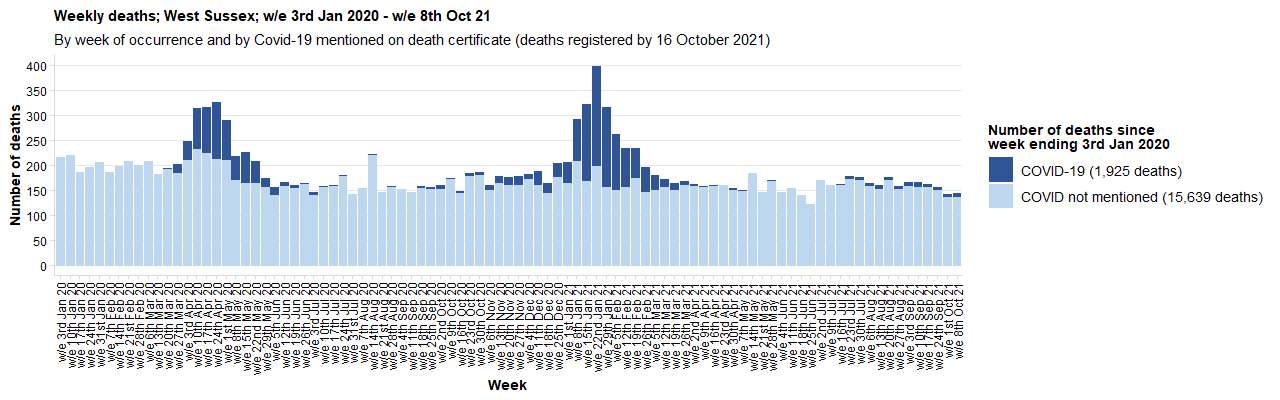 Weekly deaths; West Sussex; w/e 3rd Jan 2020 - w/e 8th Oct 21
By week of occurrence and by Covid-19 mentioned on death certificate (deaths registered by 16 October 2021)
Number of deaths
400
350
300
250
200
150
100
50
0
w/e 3rd Jan 20
w/e 10th Jan 20
w/e 17th Jan 20
w/e 24th Jan 20
w/e 31st Jan 20
w/e 7th Feb 20
w/e 14th Feb 20
w/e 21st Feb 20
w/e 28th Feb 20
w/e 6th Mar 20
w/e 13th Mar 20
w/e 20th Mar 20
w/e 27th Mar 20
w/e 3rd Apr 20
w/e 10th Apr 20
w/e 17th Apr 20
w/e 24th Apr 20
w/e 1st May 20
w/e 8th May 20
w/e 15th May 20
w/e 22nd May 20
w/e 29th May 20
w/e 5th Jun 20
w/e 12th Jun 20
w/e 19th Jun 20
w/e 26th Jun 20
w/e 3rd Jul 20
w/e 10th Jul 20
w/e 17th Jul 20
w/e 24th Jul 20
w/e 31st Jul 20
w/e 7th Aug 20
w/e 14th Aug 20
w/e 21st Aug 20
w/e 28th Aug 20
w/e 4th Sep 20
w/e 11th Sep 20
w/e 18th Sep 20
w/e 25th Sep 20
w/e 2nd Oct 20
w/e 9th Oct 20
w/e 16th Oct 20
w/e 23rd Oct 20
w/e 30th Oct 20
w/e 6th Nov 20
w/e 13th Nov 20
w/e 20th Nov 20
w/e 27th Nov 20
w/e 4th Dec 20
w/e 11th Dec 20
w/e 18th Dec 20
w/e 25th Dec 20
w/e 1st Jan 21
w/e 8th Jan 21
w/e 15th Jan 21
w/e 22nd Jan 21
w/e 29th Jan 21
w/e 5th Feb 21
w/e 12th Feb 21
w/e 19th Feb 21
w/e 26th Feb 21
w/e 5th Mar 21
w/e 12th Mar 21
w/e 19th Mar 21
w/e 26th Mar 21
w/e 2nd Apr 21
w/e 9th Apr 21
w/e 16th Apr 21
w/e 23rd Apr 21
w/e 30th Apr 21
w/e 7th May 21
w/e 14th May 21
w/e 21st May 21
w/e 28th May 21
w/e 4th Jun 21
w/e 11th Jun 21
w/e 18th Jun 21
w/e 25th Jun 21
w/e 2nd Jul 21
w/e 9th Jul 21
w/e 16th Jul 21
w/e 23rd Jul 21
w/e 30th Jul 21
w/e 6th Aug 21
w/e 13th Aug 21
w/e 20th Aug 21
w/e 27th Aug 21
w/e 3rd Sep 21
w/e 10th Sep 21
w/e 17th Sep 21
w/e 24th Sep 21
w/e 1st Oct 21
w/e 8th Oct 21
Week
Number of deaths since
week ending 3rd Jan 2020
COVID-19 (1,925 deaths)
COVID not mentioned (15,639 deaths)